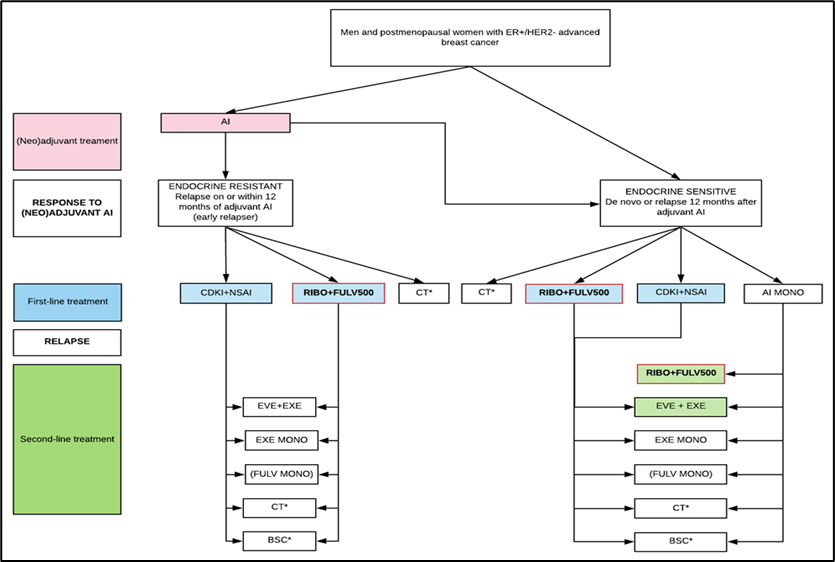 Men and postmenopausal women with ER+/HER2- advanced
breast cancer
(Neo)adjuvant treament
AI
RESPONSE TO
(NEO)ADJUVANT AI
ENDOCRINE RESISTANT
Relapse on or within 12
months of adjuvant AI
(early relapser)
ENDOCRINE SENSITIVE
De novo or relapse 12 months after
adjuvant AI
First-line treatment
CDKI+NSAI
RIBO+FULV500
CT*
CT*
RIBO+FULV500
CDKI+NSAI
AI MONO
RELAPSE
Second-line treatment
RIBO+FULV500
EVE+EXE
EVE + EXE
EXE MONO
EXE MONO
(FULV MONO)
(FULV MONO)
CT*
CT*
BSC*
BSC*